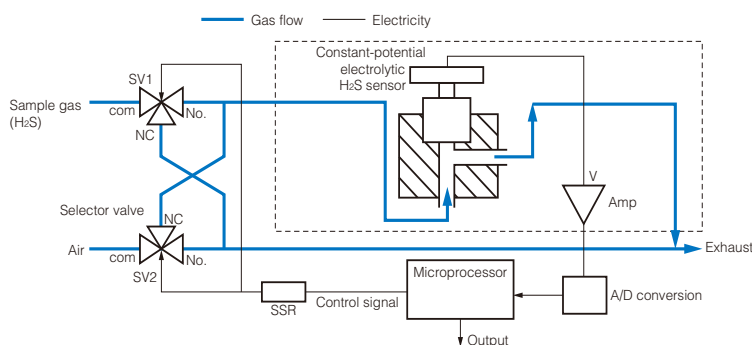 Gas flow
Electricity
Constant-potential
electrolytic
H2S sensor
SV1
Sample gas
(H2S)
com
No.
NC
V
Amp
Selector valve
NC
Air
com
No.
SV2
Exhaust
Microprocessor
A/D conversion
SSR
Control signal
Output